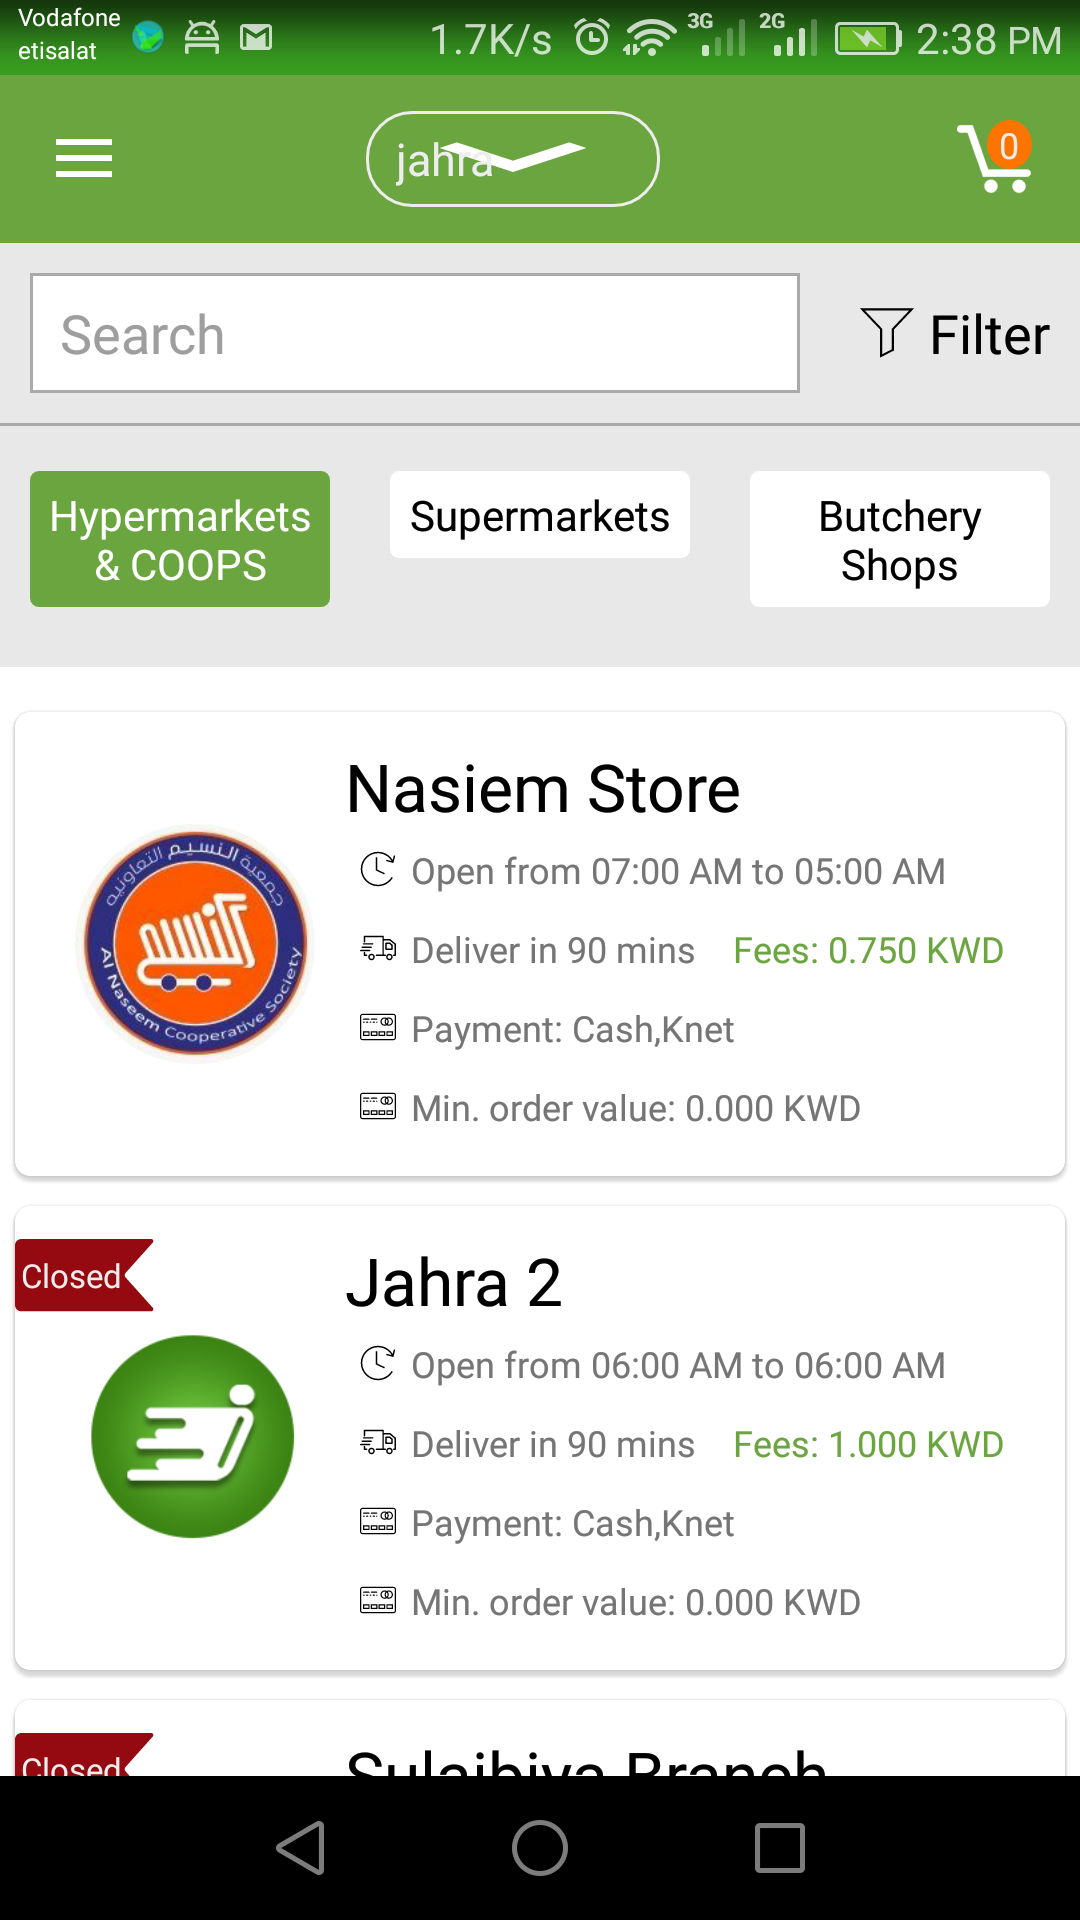 Vodafone
etisalat
1.7K/s 3G 2G 2:38 PM
jahra
0
Search
Filter
Hypermarkets
& COOPS
Supermarkets
Butchery
Shops
Nasiem Store
جمعية النسيم التعاونية
Al Naseem Cooperative Society
Open from 07:00 AM to 05:00 AM
Deliver in 90 mins Fees: 0.750 KWD
Payment: Cash,Knet
Min. order value: 0.000 KWD
Closed
Jahra 2
Open from 06:00 AM to 06:00 AM
Deliver in 90 mins Fees: 1.000 KWD
Payment: Cash,Knet
Min. order value: 0.000 KWD
Closed
Sulaibiya Branch